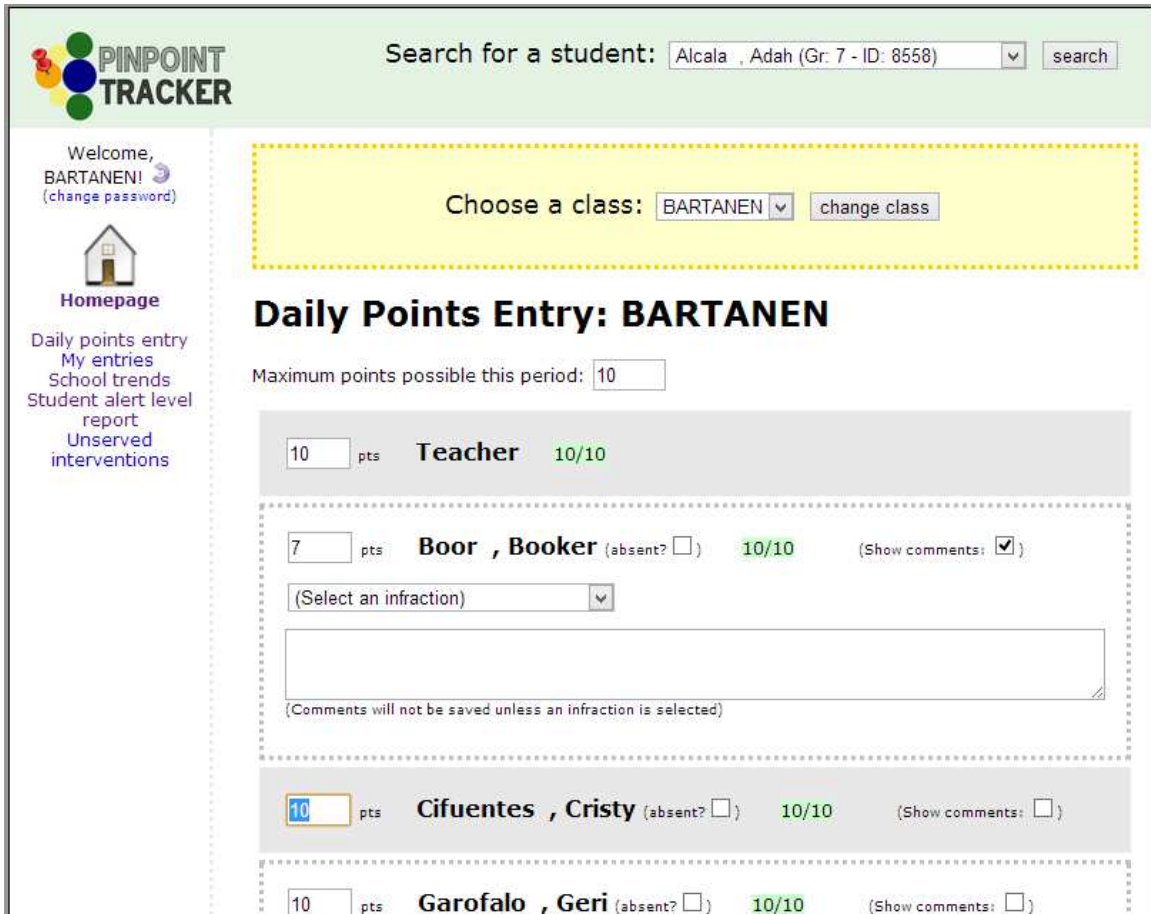 PINPOINT
TRACKER
Search for a student: Alcala , Adah (Gr: 7 - ID: 8558) search
Welcome,
BARTANEN!
(change password)
Homepage
Daily points entry
My entries
School trends
Student alert level
report
Unserved
interventions
Choose a class: BARTANEN change class
Daily Points Entry: BARTANEN
Maximum points possible this period: 10
10 pts Teacher 10/10
7 pts Boor , Booker (absent? ) 10/10 (Show comments: )
(Select an infraction)
(Comments will not be saved unless an infraction is selected)
10 pts Cifuentes , Cristy (absent? ) 10/10 (Show comments: )
10 pts Garofalo , Geri (absent? ) 10/10 (Show comments: )